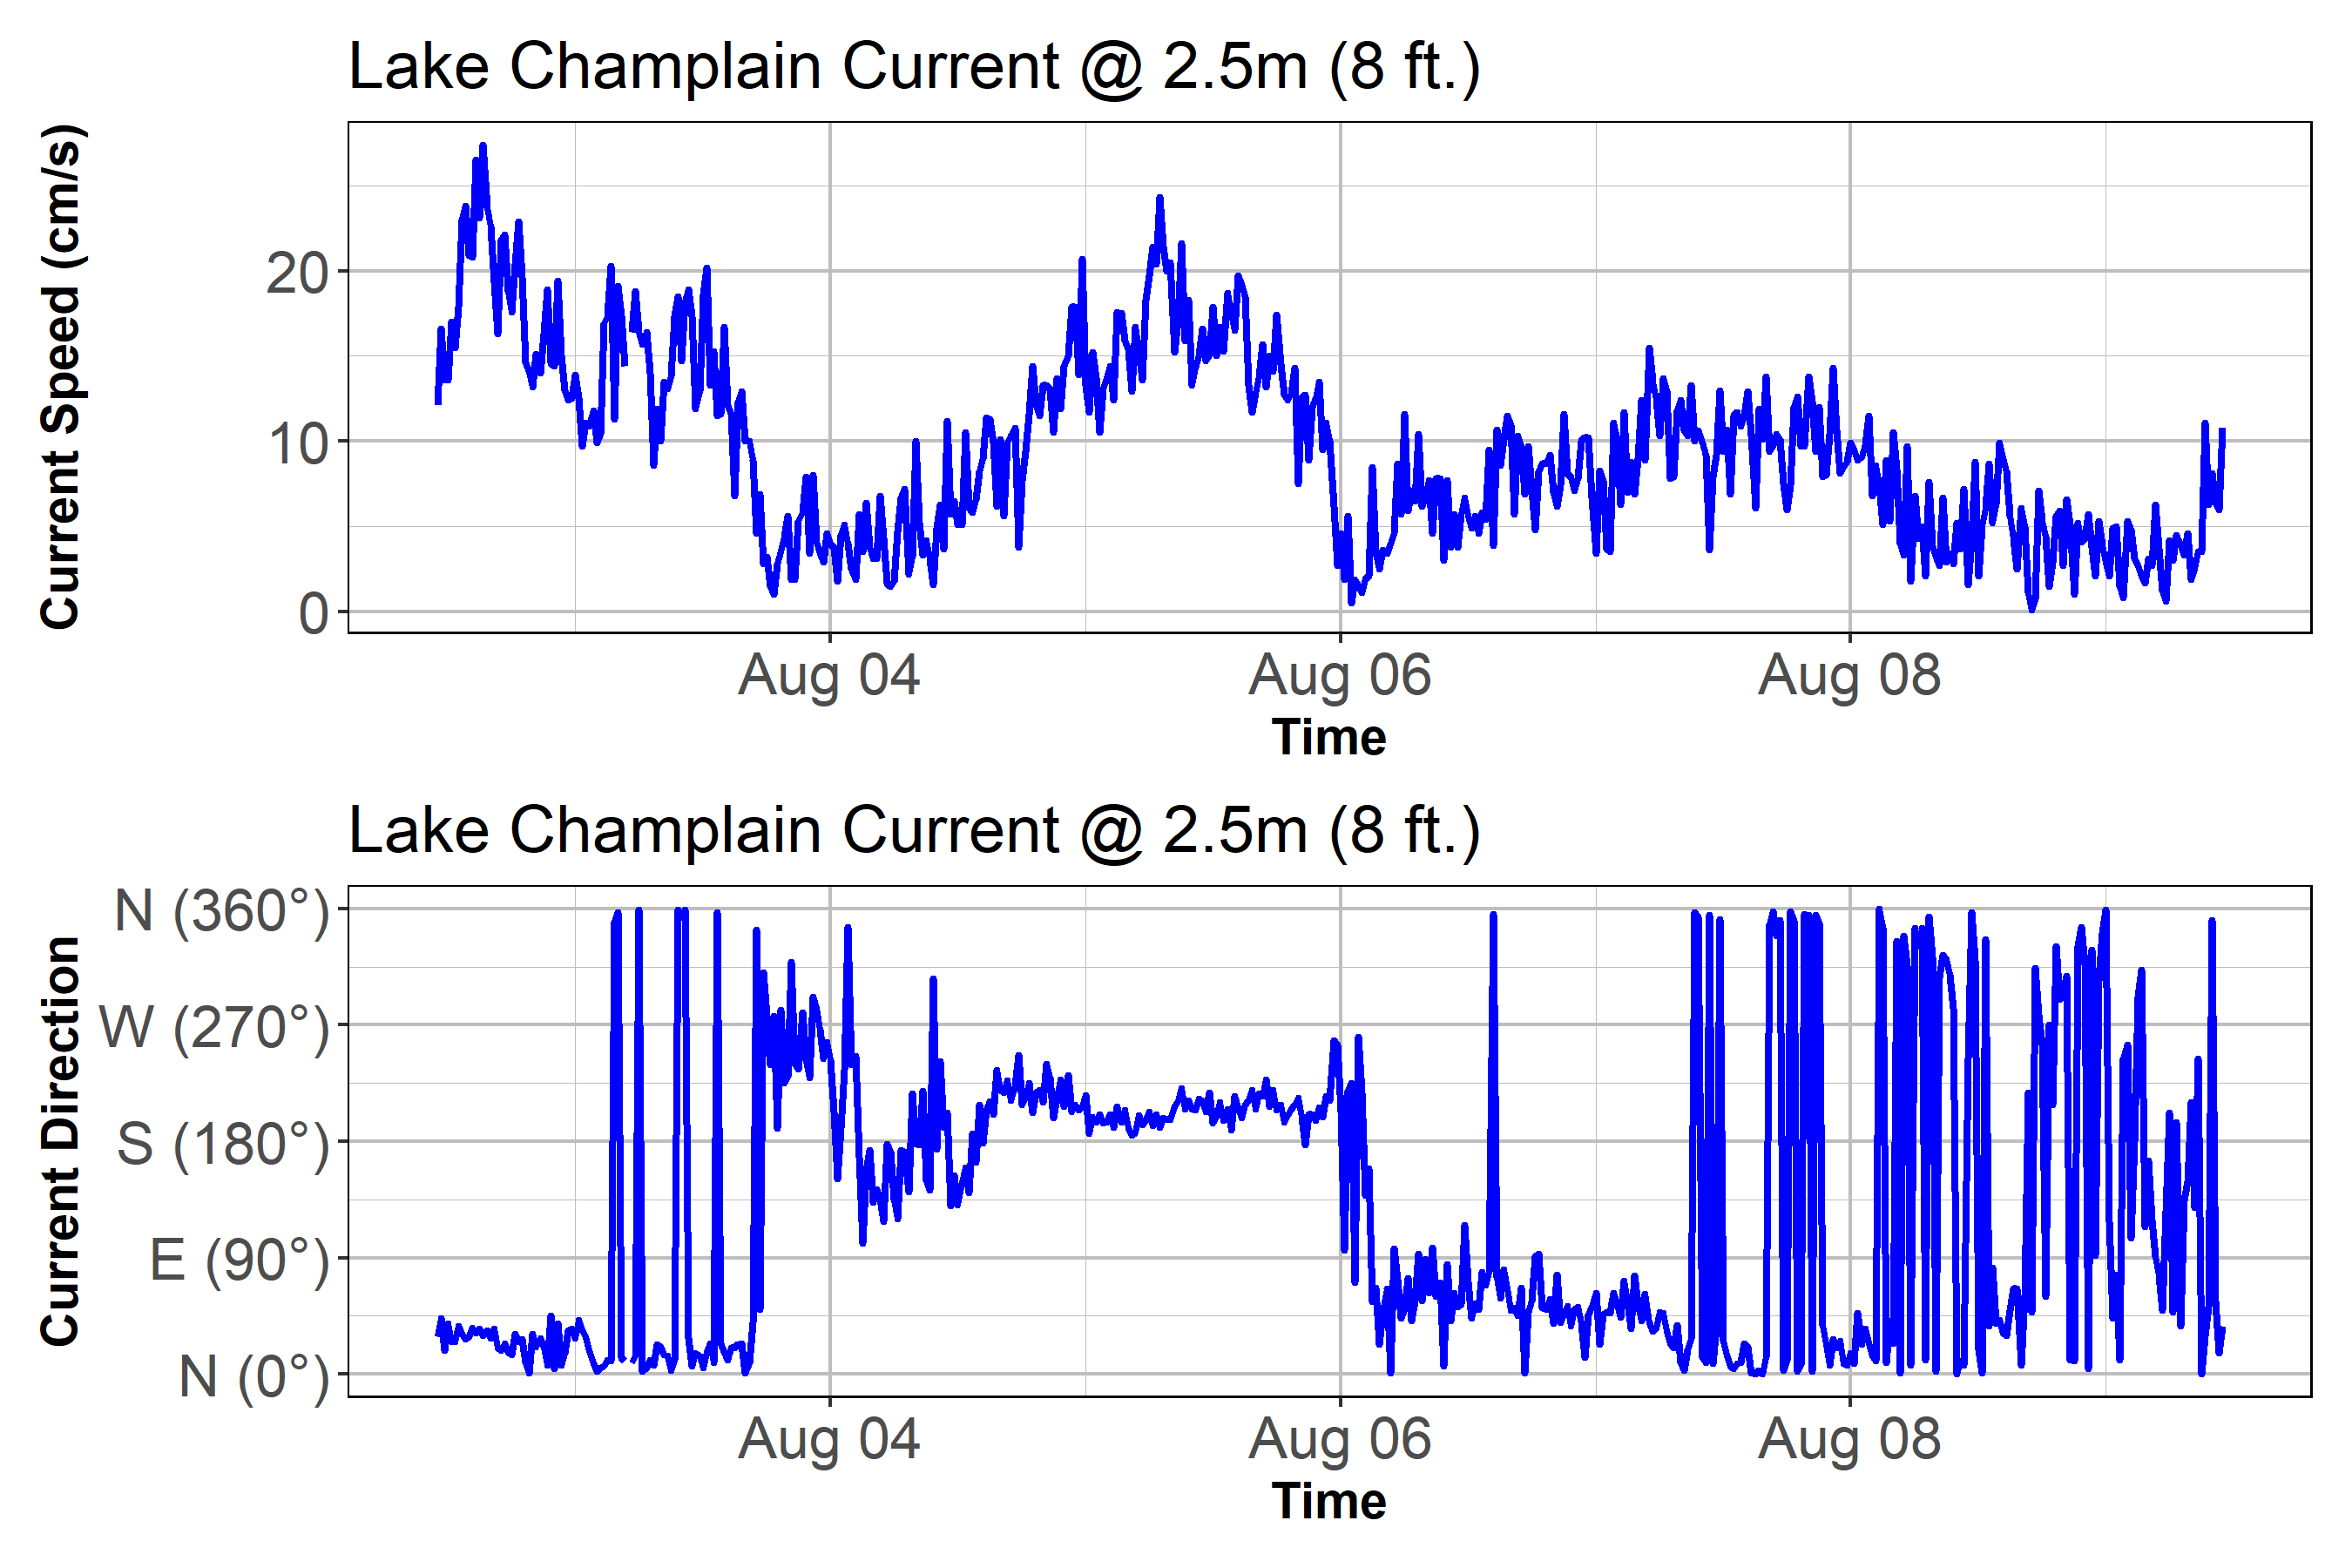 Lake Champlain Current @ 2.5m (8 ft.)
Current Speed (cm/s)
20
10
0
Aug 04 Aug 06 Aug 08
Time
Lake Champlain Current @ 2.5m (8 ft.)
Current Direction
N (360°)
W (270°)
S (180°)
E (90°)
N (0°)
Aug 04 Aug 06 Aug 08
Time